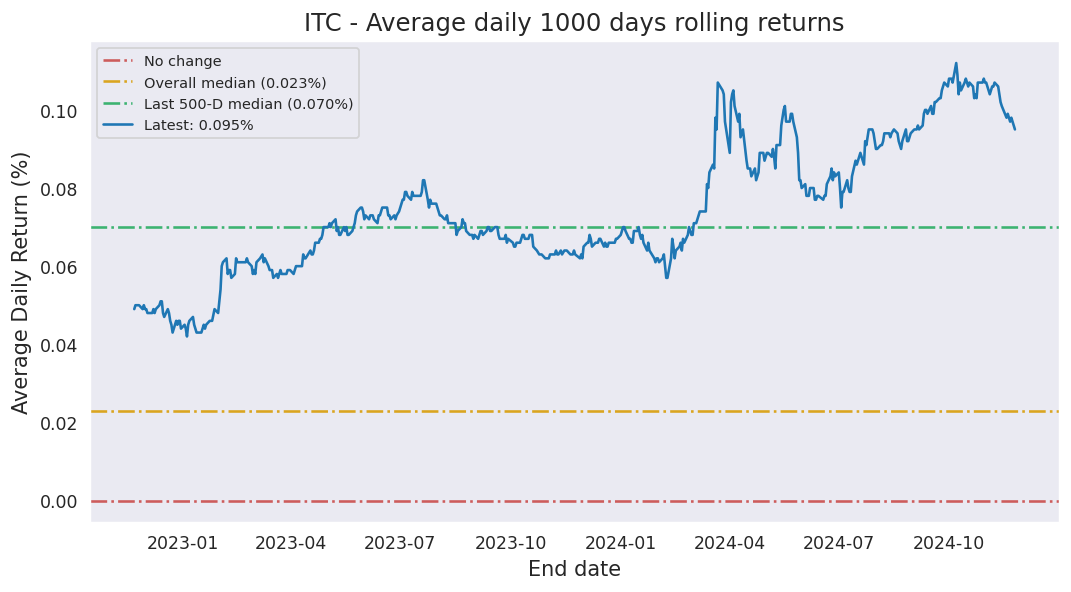 ITC - Average daily 1000 days rolling returns
No change
Overall median (0.023%)
Last 500-D median (0.070%)
Latest: 0.095%
Average Daily Return (%)
0.10
0.08
0.06
0.04
0.02
0.00
2023-01 2023-04 2023-07 2023-10 2024-01 2024-04 2024-07 2024-10
End date